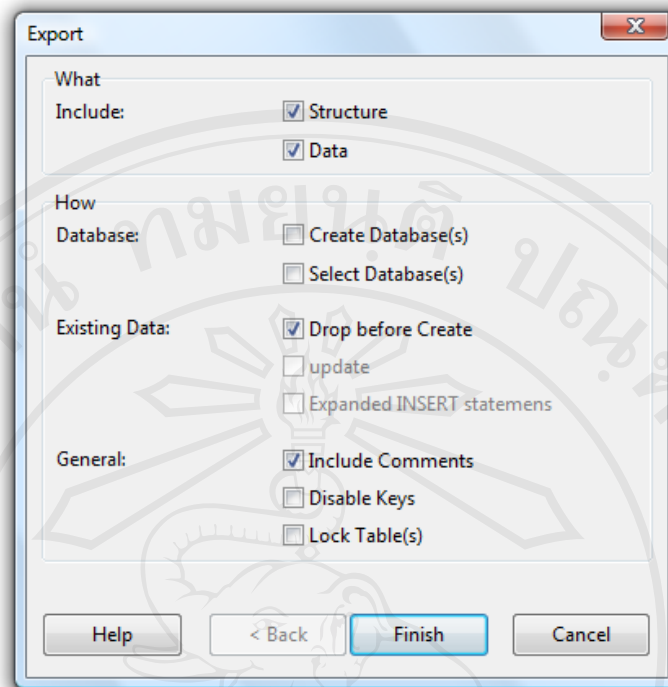 Export
What
Include:
Structure
Data
How
Database:
Create Database(s)
Select Database(s)
Existing Data:
Drop before Create
update
Expanded INSERT statemens
General:
Include Comments
Disable Keys
Lock Table(s)
Help
< Back
Finish
Cancel